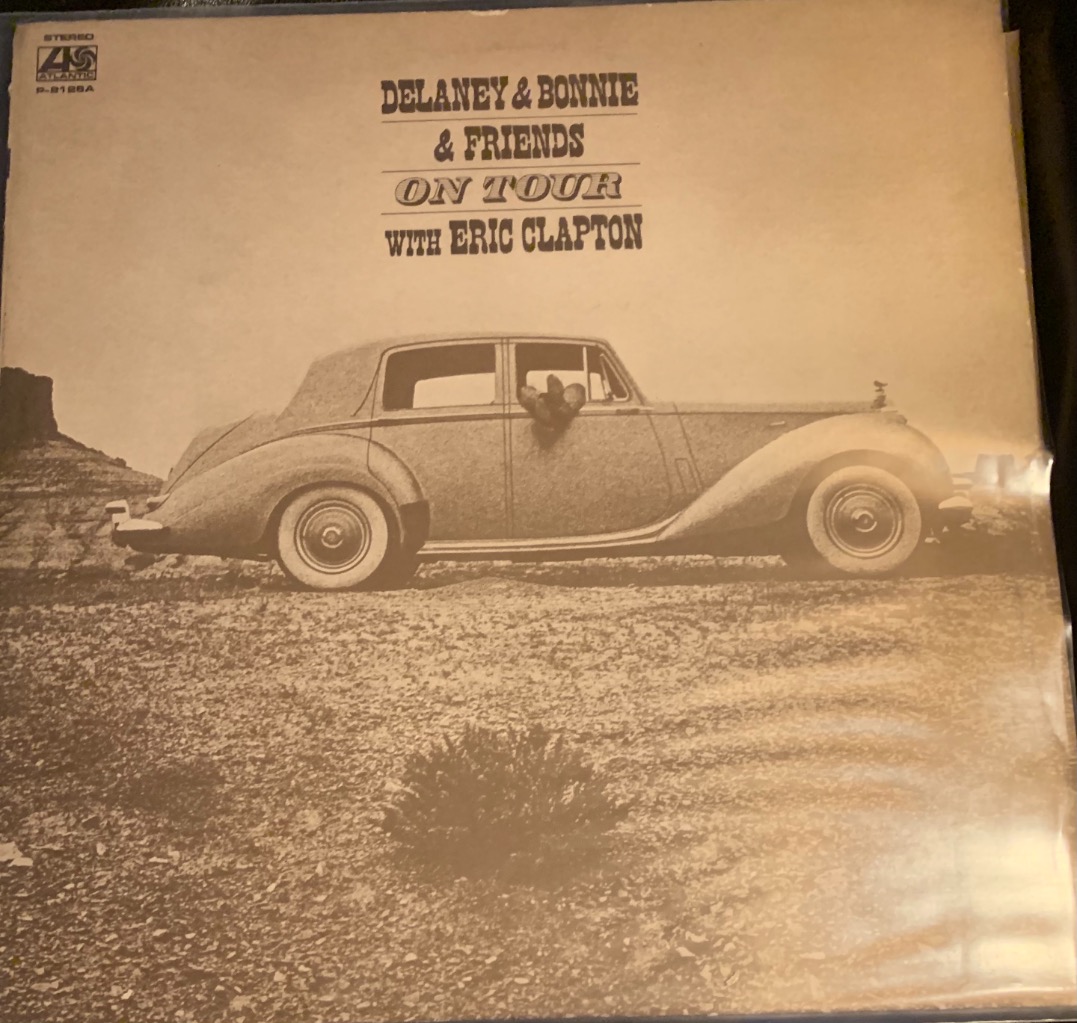 STEREO
ATLANTIC
P-8126A
DELANEY & BONNIE
& FRIENDS
ON TOUR
WITH ERIC CLAPTON